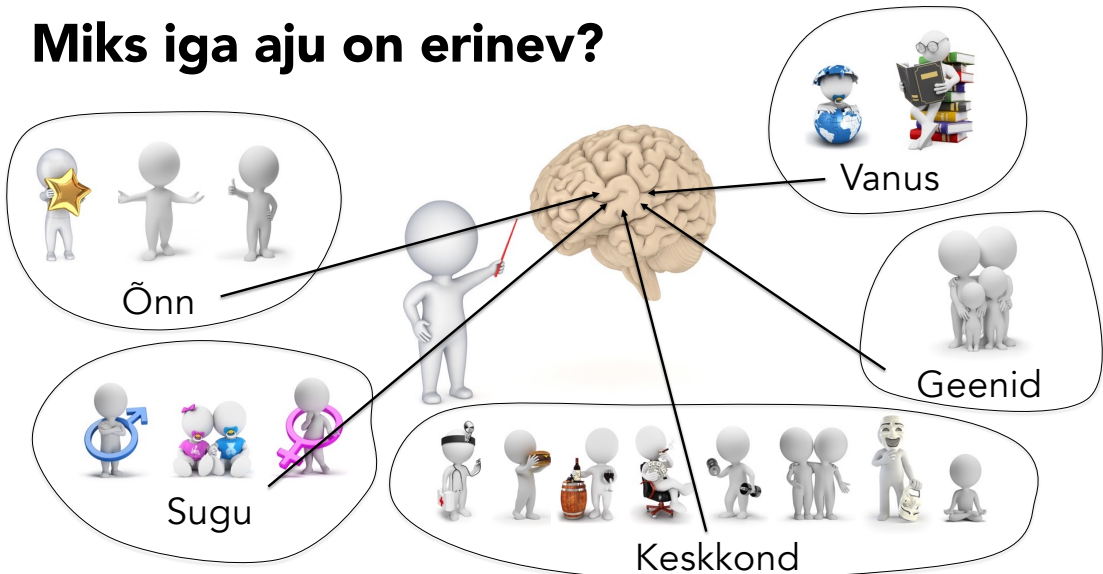 Miks iga aju on erinev?
Vanus
Õnn
Geenid
Sugu
Keskkond